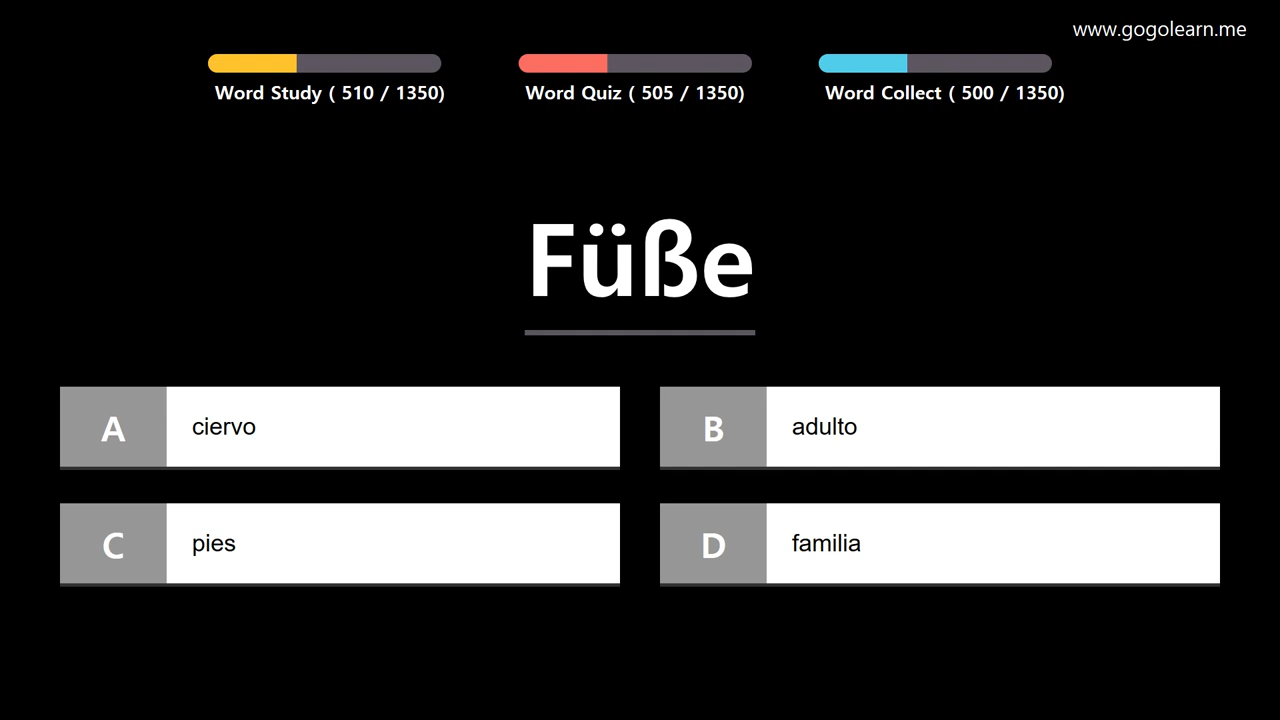 www.gogolearn.me
Word Study ( 510 / 1350)
Word Quiz ( 505 / 1350)
Word Collect ( 500 / 1350)
Füße
A
ciervo
B
adulto
C
pies
D
familia